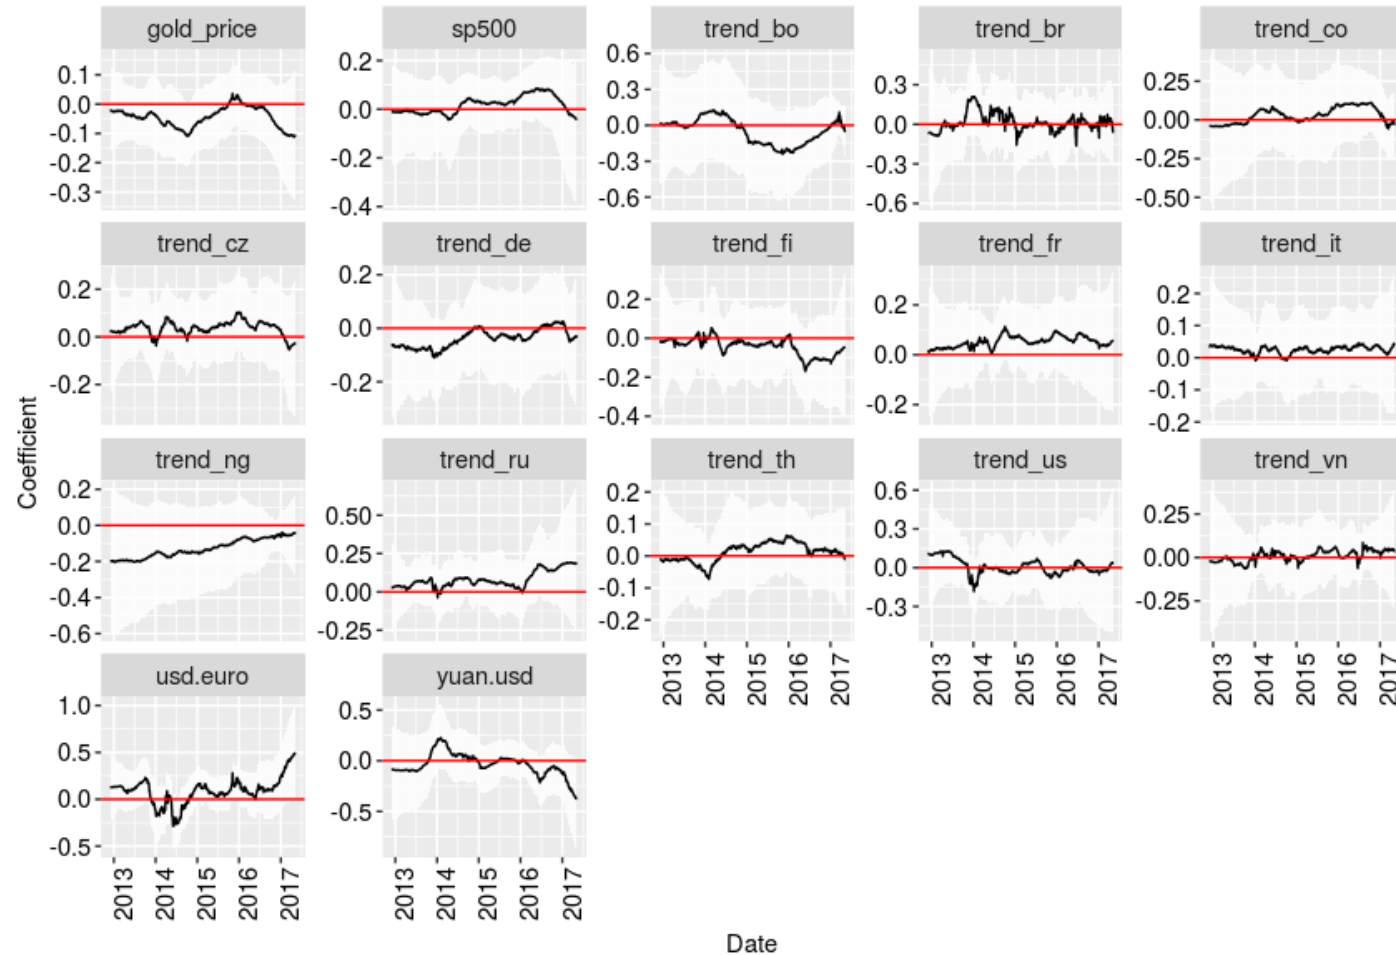 gold_price sp500 trend_bo trend_br trend_co
0.1 0.0 -0.1 -0.2 -0.3
0.2 0.0 -0.2 -0.4
0.6 0.3 0.0 -0.3 -0.6
0.3 0.0 -0.3 -0.6
0.25 0.00 -0.25 -0.50
trend_cz trend_de trend_fi trend_fr trend_it
0.2 0.0 -0.2
0.2 0.0 -0.2
0.2 0.0 -0.2 -0.4
0.2 0.0 -0.2
0.2 0.1 0.0 -0.1 -0.2
Coefficient
trend_ng trend_ru trend_th trend_us trend_vn
0.2 0.0 -0.2 -0.4 -0.6
0.50 0.25 0.00 -0.25
0.2 0.1 0.0 -0.1 -0.2
0.6 0.3 0.0 -0.3
0.25 0.00 -0.25
2013 2014 2015 2016 2017
2013 2014 2015 2016 2017
2013 2014 2015 2016
usd.euro yuan.usd
1.0 0.5 0.0 -0.5
0.5 0.0 -0.5
2013 2014 2015 2016 2017
2013 2014 2015 2016 2017
Date